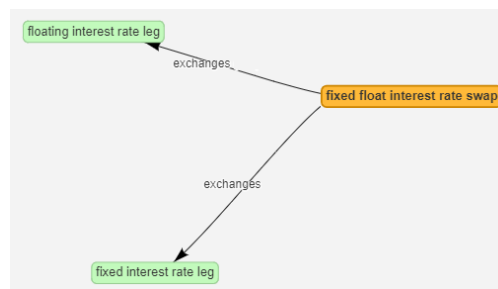 floating interest rate leg
exchanges
fixed float interest rate swap
exchanges
fixed interest rate leg